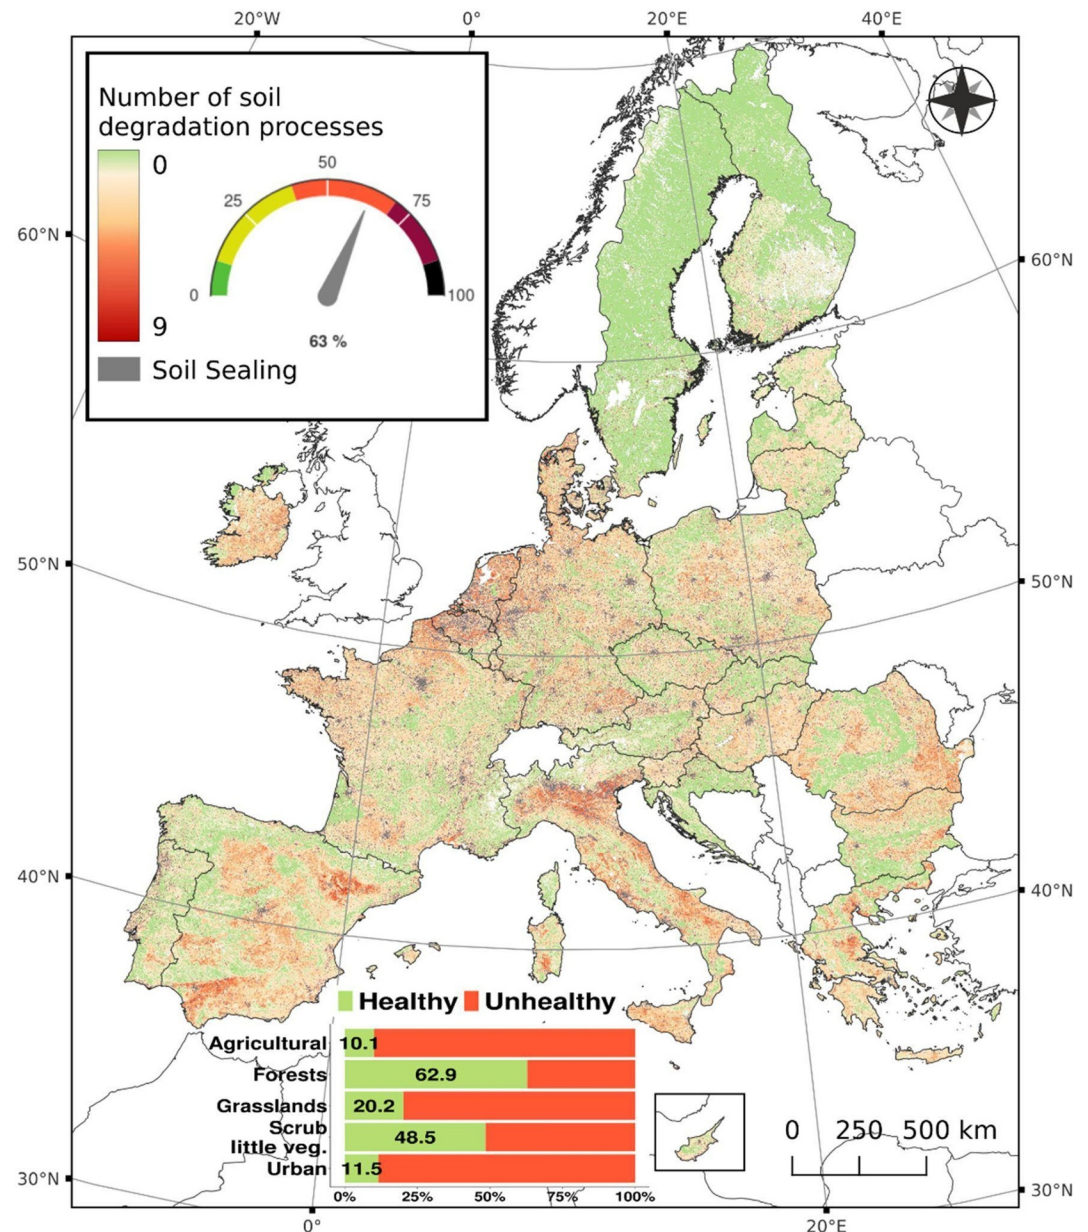 20°W 0° 20°E 40°E
Number of soil
degradation processes
0
9
0 25 50 75 100
63 %
Soil Sealing
60°N 60°N
50°N 50°N
40°N 40°N
30°N 30°N
Healthy Unhealthy
Agricultural 10.1
Forests 62.9
Grasslands 20.2
Scrub
little veg. 48.5
Urban 11.5
0% 25% 50% 75% 100%
0 250 500 km
0° 20°E